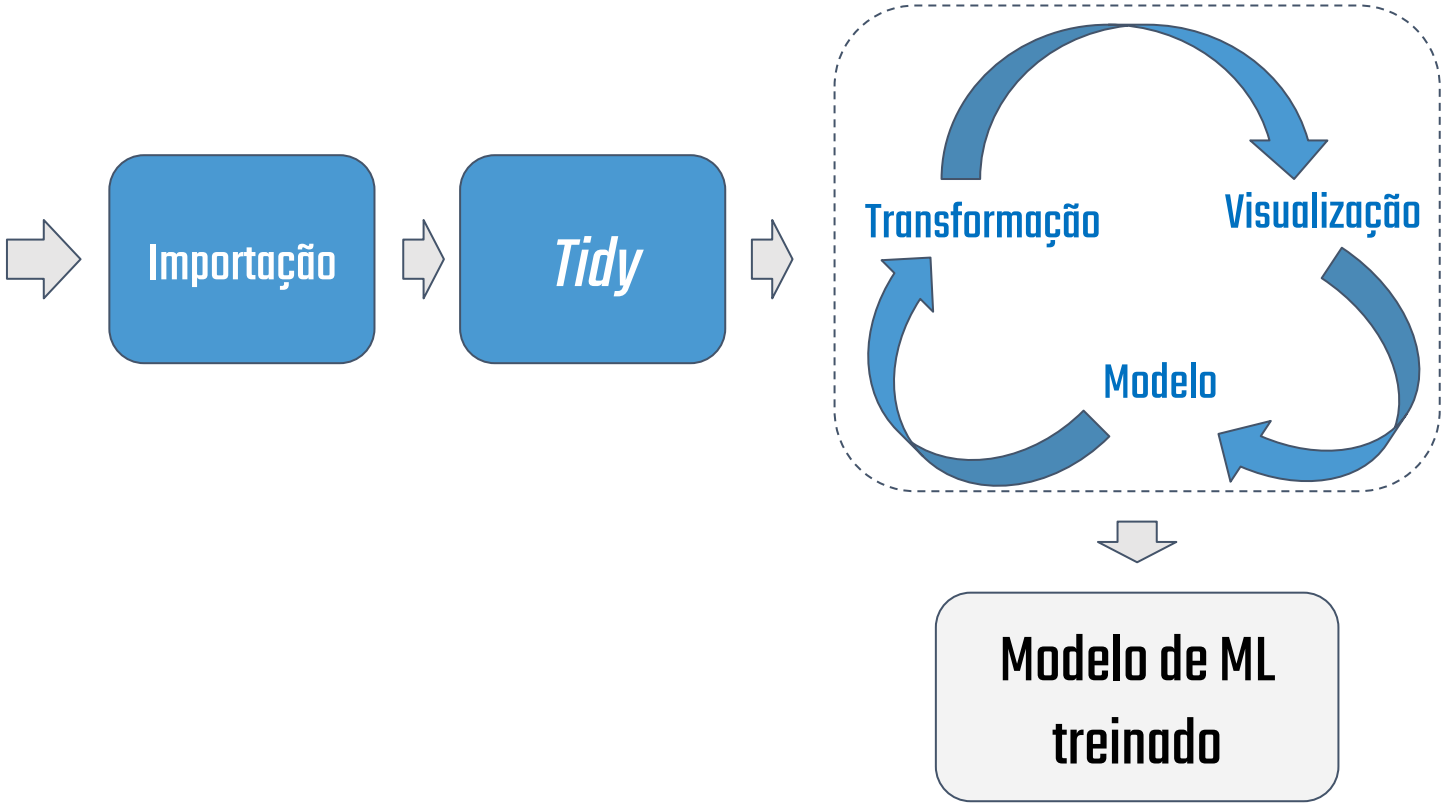 Importação
Tidy
Transformação
Visualização
Modelo
Modelo de ML
treinado